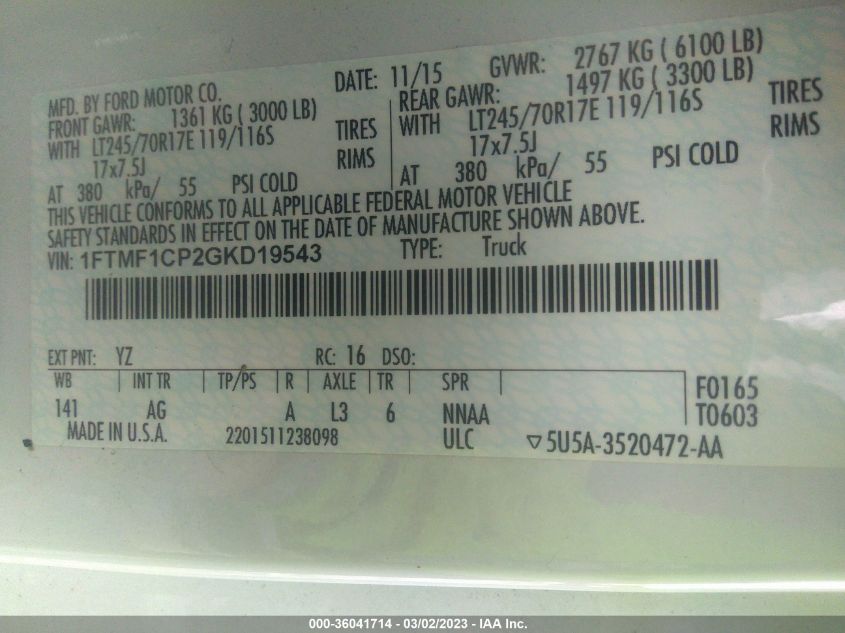 MFD. BY FORD MOTOR CO. DATE: 11/15 GVWR: 2767 KG ( 6100 LB)
FRONT GAWR: 1361 KG ( 3000 LB) REAR GAWR: 1497 KG ( 3300 LB)
WITH LT245/70R17E 119/116S TIRES WITH LT245/70R17E 119/116S TIRES
17x7.5J RIMS 17x7.5J RIMS
AT 380 kPa/ 55 PSI COLD AT 380 kPa/ 55 PSI COLD
THIS VEHICLE CONFORMS TO ALL APPLICABLE FEDERAL MOTOR VEHICLE
SAFETY STANDARDS IN EFFECT ON THE DATE OF MANUFACTURE SHOWN ABOVE.
VIN: 1FTMF1CP2GKD19543 TYPE: Truck
EXT PNT: YZ RC: 16 DSO:
WB INT TR TP/PS R AXLE TR SPR F0165
141 AG A L3 6 NNAA T0603
MADE IN U.S.A. 2201511238098 ULC ▽5U5A-3520472-AA
000-36041714 - 03/02/2023 - IAA Inc.